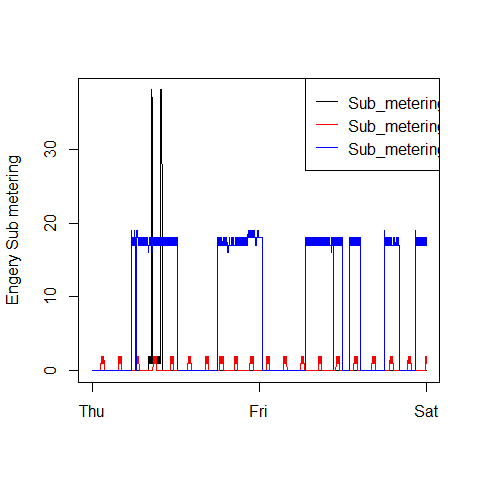 Engery Sub metering
30
20
10
0
Thu
Fri
Sat
Sub_metering
Sub_metering
Sub_metering